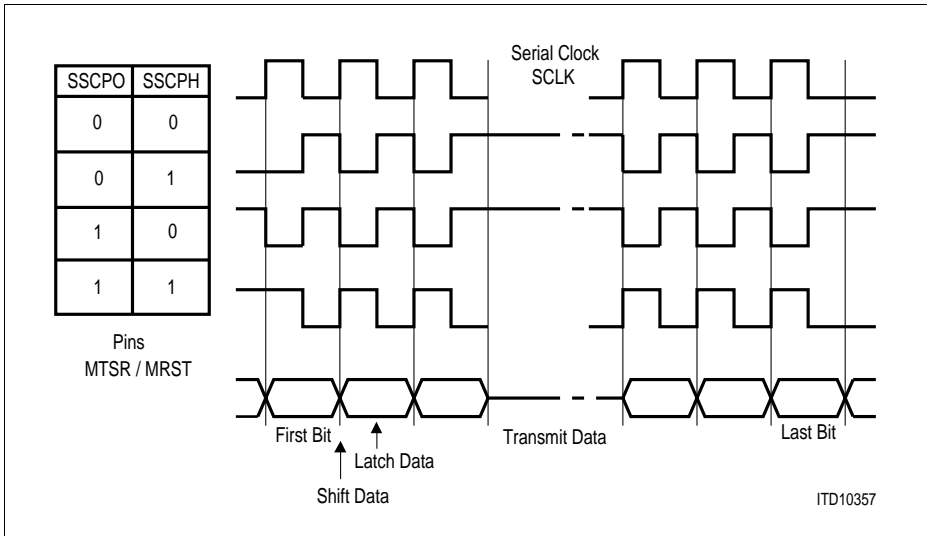 Serial Clock
SCLK
SSCPO SSCPH
0 0
0 1
1 0
1 1
Pins
MTSR / MRST
First Bit
Transmit Data
Last Bit
Latch Data
Shift Data
ITD10357